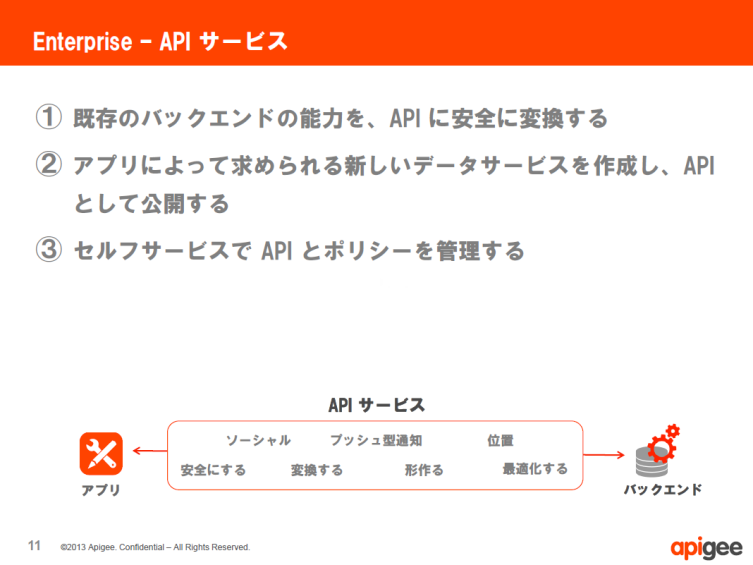 Enterprise – API サービス
① 既存のバックエンドの能力を、API に安全に変換する
② アプリによって求められる新しいデータサービスを作成し、API
として公開する
③ セルフサービスで API とポリシーを管理する
API サービス
ソーシャル プッシュ型通知 位置
安全にする 変換する 形作る 最適化する
アプリ
バックエンド
11 ©2013 Apigee. Confidential – All Rights Reserved.
apigee